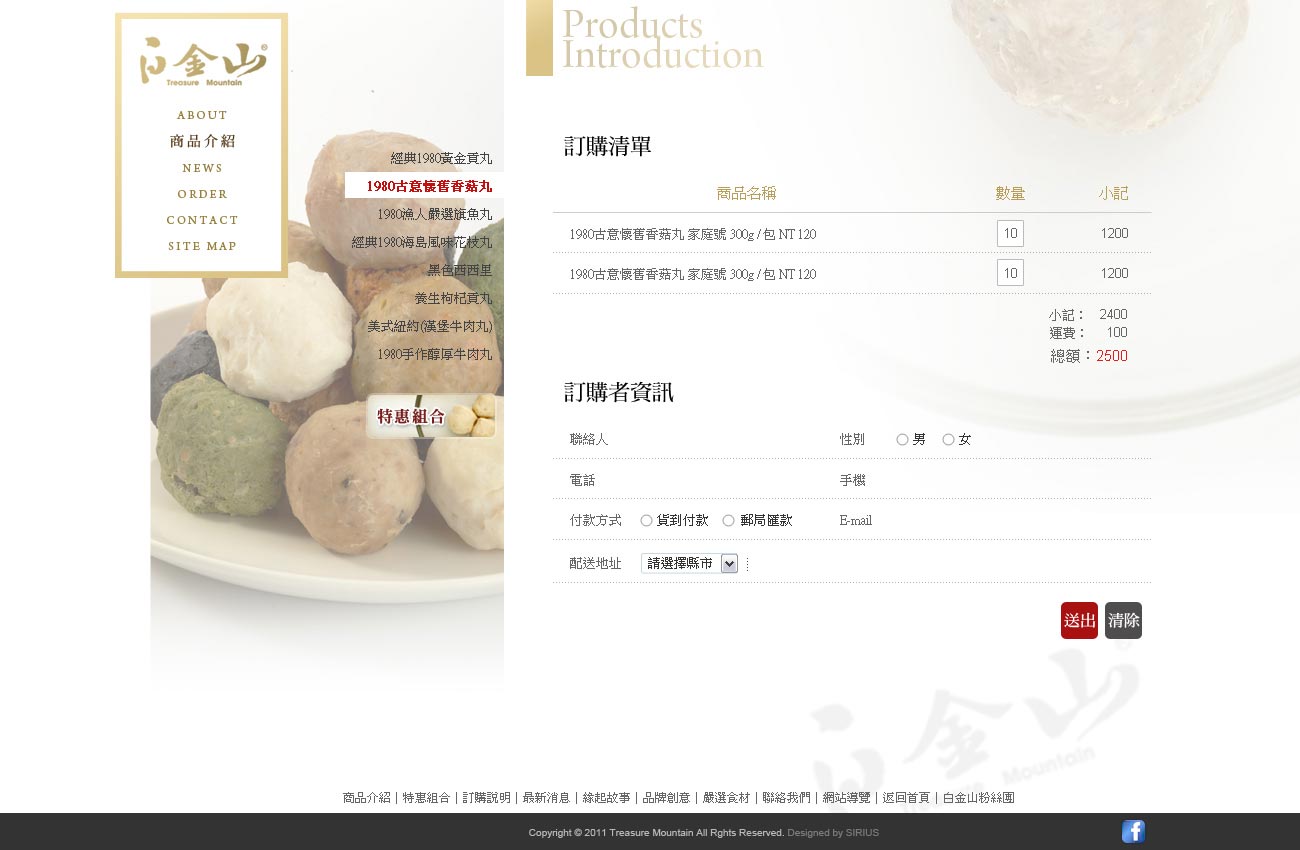 白金山®
Treasure Mountain
ABOUT
商品介紹
NEWS
ORDER
CONTACT
SITE MAP
經典1980黃金貢丸
1980古意懷舊香菇丸
1980漁人嚴選旗魚丸
經典1980海島風味花枝丸
黑色西西里
養生枸杞貢丸
美式紐約(漢堡牛肉丸)
1980手作醇厚牛肉丸
特惠組合
Products
Introduction
訂購清單
商品名稱 數量 小記
1980古意懷舊香菇丸 家庭號 300g / 包 NT 120 10 1200
1980古意懷舊香菇丸 家庭號 300g / 包 NT 120 10 1200
小記： 2400
運費： 100
總額：2500
訂購者資訊
聯絡人 性別 男 女
電話 手機
付款方式 貨到付款 郵局匯款 E-mail
配送地址 請選擇縣市
送出 清除
白金山®
Treasure Mountain
商品介紹 | 特惠組合 | 訂購說明 | 最新消息 | 緣起故事 | 品牌創意 | 嚴選食材 | 聯絡我們 | 網站導覽 | 返回首頁 | 白金山粉絲團
Copyright © 2011 Treasure Mountain All Rghts Reserved. Designed by SIRIUS
f